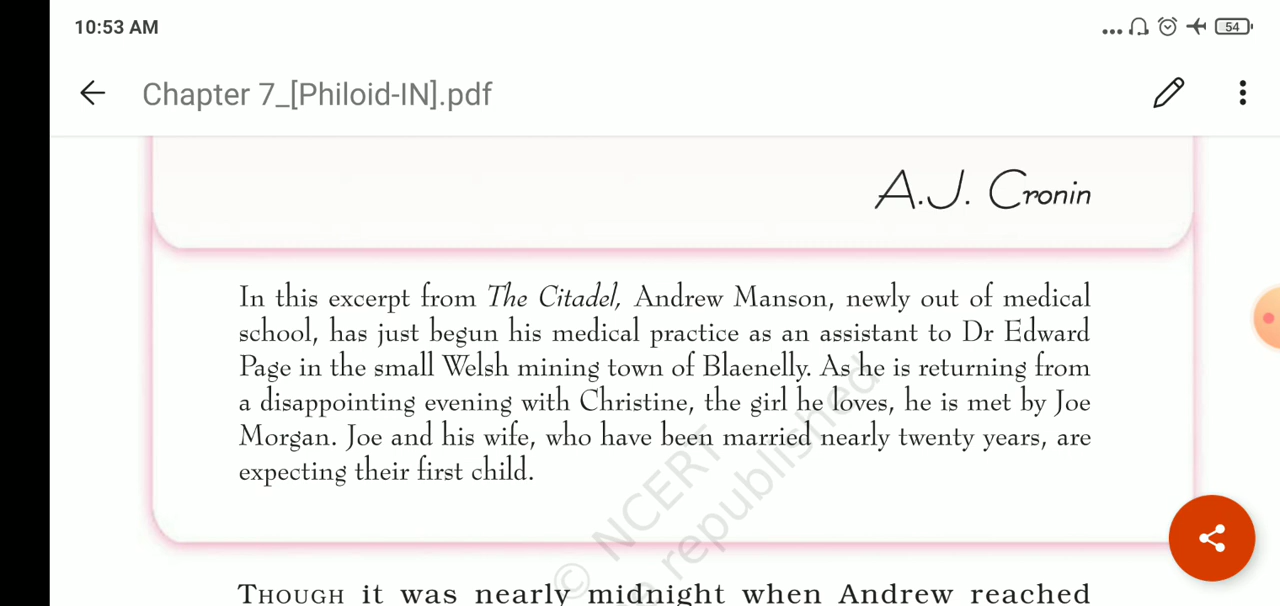 10:53 AM
54
Chapter 7_[Philoid-IN].pdf
A.J. Cronin
In this excerpt from The Citadel, Andrew Manson, newly out of medical
school, has just begun his medical practice as an assistant to Dr Edward
Page in the small Welsh mining town of Blaenelly. As he is returning from
a disappointing evening with Christine, the girl he loves, he is met by Joe
Morgan. Joe and his wife, who have been married nearly twenty years, are
expecting their first child.
© NCERT
republished
THOUGH it was nearly midnight when Andrew reached